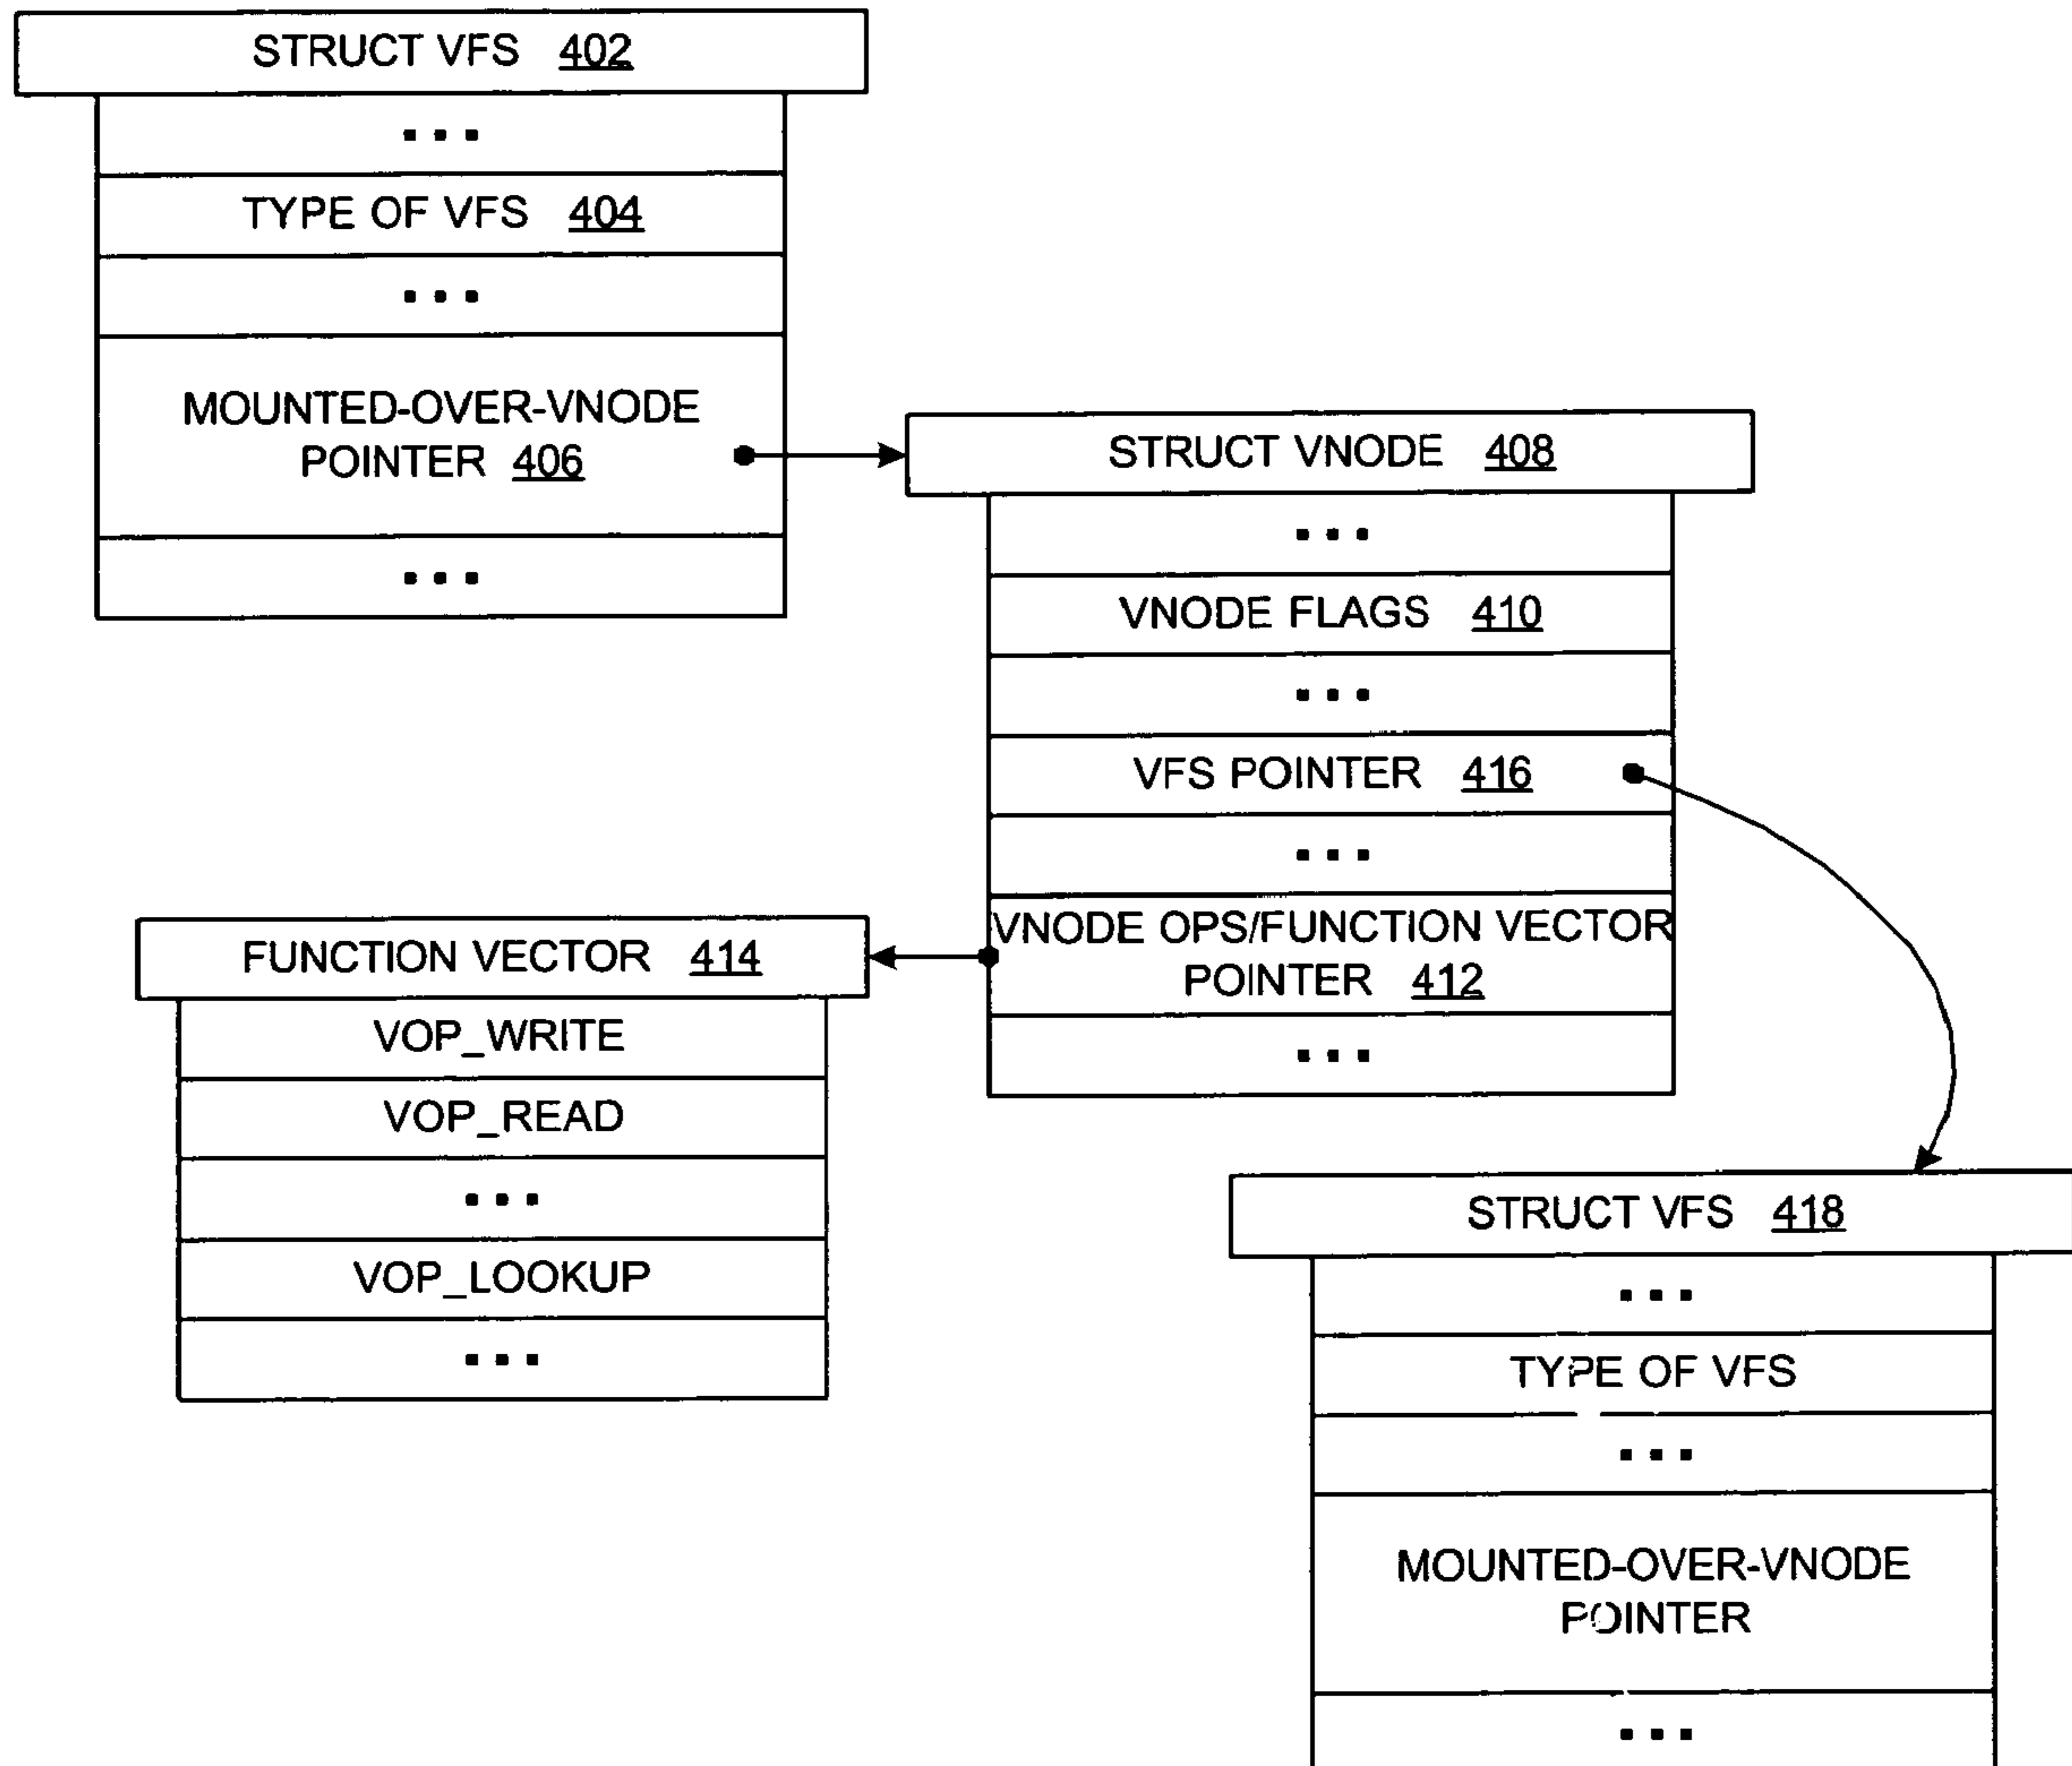 STRUCT VFS 402
...
TYPE OF VFS 404
...
MOUNTED-OVER-VNODE
POINTER 406
...
STRUCT VNODE 408
...
VNODE FLAGS 410
...
VFS POINTER 416
...
VNODE OPS/FUNCTION VECTOR
POINTER 412
...
FUNCTION VECTOR 414
VOP_WRITE
VOP_READ
...
VOP_LOOKUP
...
STRUCT VFS 418
...
TYPE OF VFS
...
MOUNTED-OVER-VNODE
POINTER
...